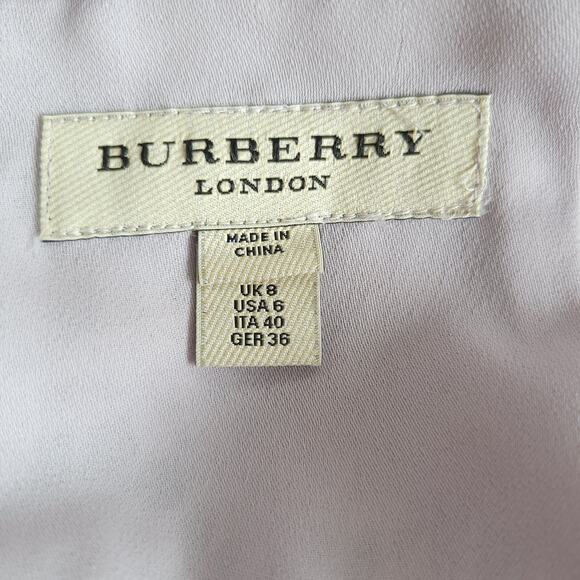 BURBERRY
LONDON
MADE IN
CHINA
UK 8
USA 6
ITA 40
GER 36